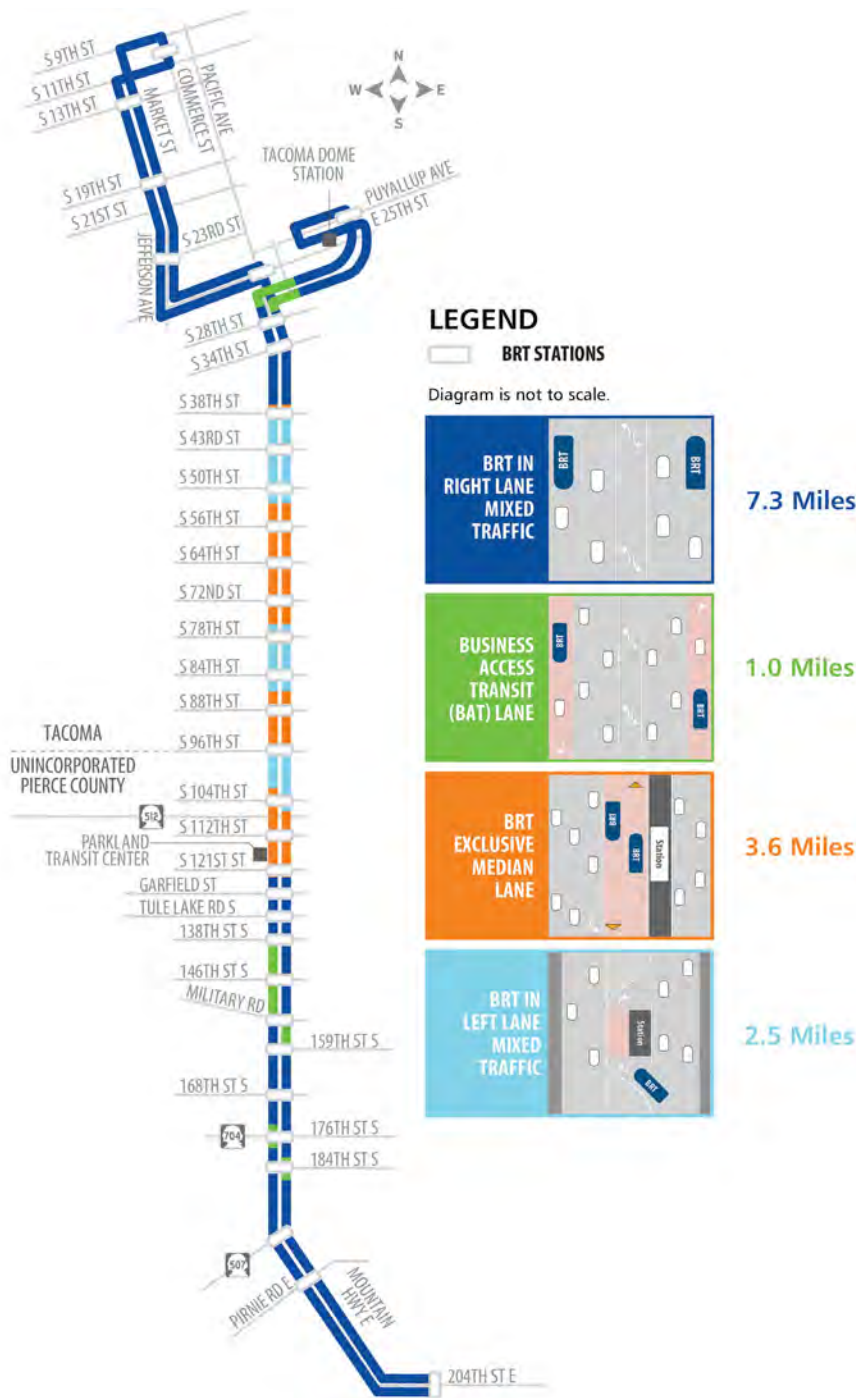 S 9TH ST
S 11TH ST
S 13TH ST
MARKET ST
COMMERCE ST
PACIFIC AVE
N
W
E
S
TACOMA DOME
STATION
PUYALLUP AVE
E 25TH ST
S 19TH ST
S 21ST ST
S 23RD ST
JEFFERSON AVE
S 28TH ST
S 34TH ST
S 38TH ST
S 43RD ST
S 50TH ST
S 56TH ST
S 64TH ST
S 72ND ST
S 78TH ST
S 84TH ST
S 88TH ST
TACOMA
S 96TH ST
UNINCORPORATED
PIERCE COUNTY
S 104TH ST
512
S 112TH ST
PARKLAND
TRANSIT CENTER
S 121ST ST
GARFIELD ST
TULE LAKE RD S
138TH ST S
146TH ST S
MILITARY RD
159TH ST S
168TH ST S
704
176TH ST S
184TH ST S
507
PIRNIE RD E
MOUNTAIN
HWY E
204TH ST E
LEGEND
BRT STATIONS
Diagram is not to scale.
BRT IN
RIGHT LANE
MIXED
TRAFFIC
BRT
BRT
7.3 Miles
BUSINESS
ACCESS
TRANSIT
(BAT) LANE
BRT
BRT
1.0 Miles
BRT
EXCLUSIVE
MEDIAN
LANE
BRT
BRT
Station
3.6 Miles
BRT IN
LEFT LANE
MIXED
TRAFFIC
Station
BRT
2.5 Miles